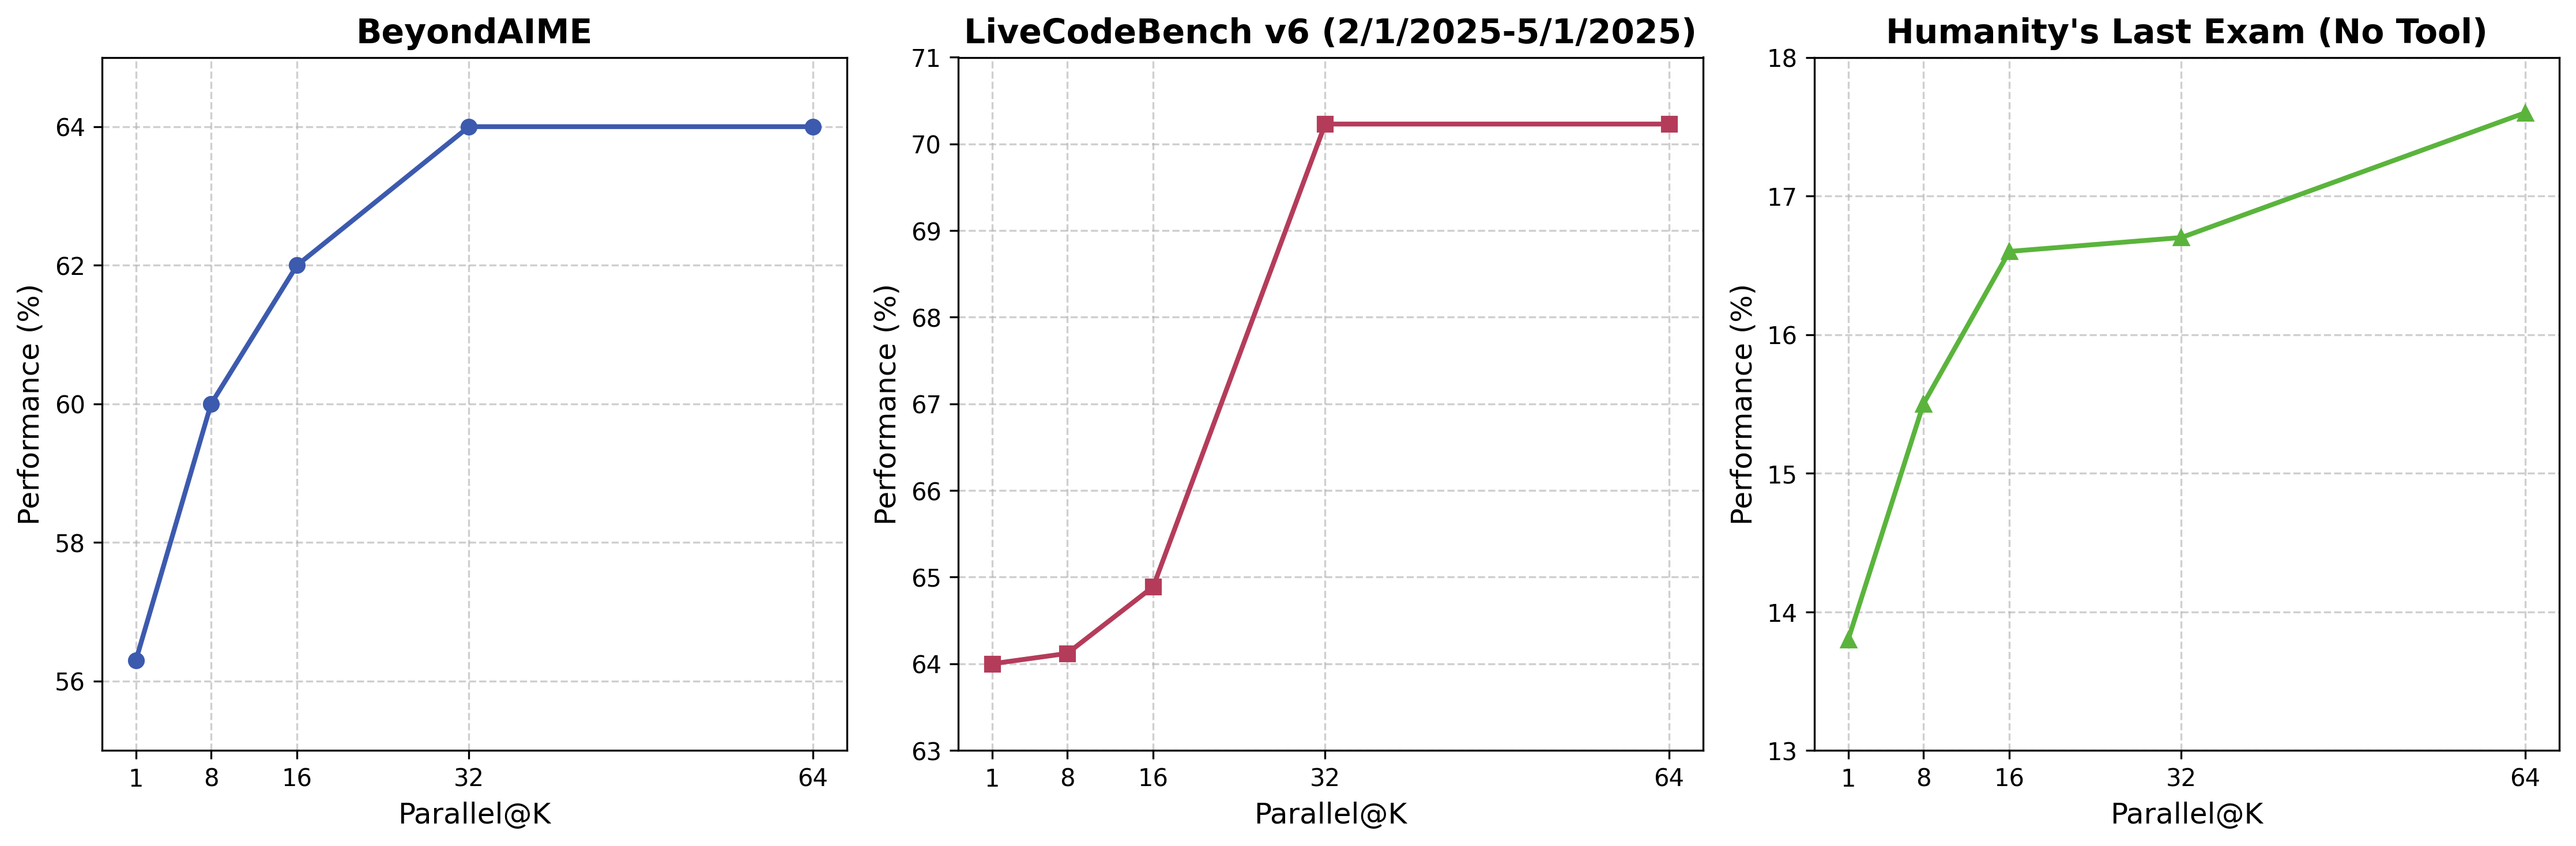 BeyondAIME
64
62
60
58
56
Performance (%)
1 8 16 32 64
Parallel@K
LiveCodeBench v6 (2/1/2025-5/1/2025)
71
70
69
68
67
66
65
64
63
Performance (%)
1 8 16 32 64
Parallel@K
Humanity's Last Exam (No Tool)
18
17
16
15
14
13
Performance (%)
1 8 16 32 64
Parallel@K